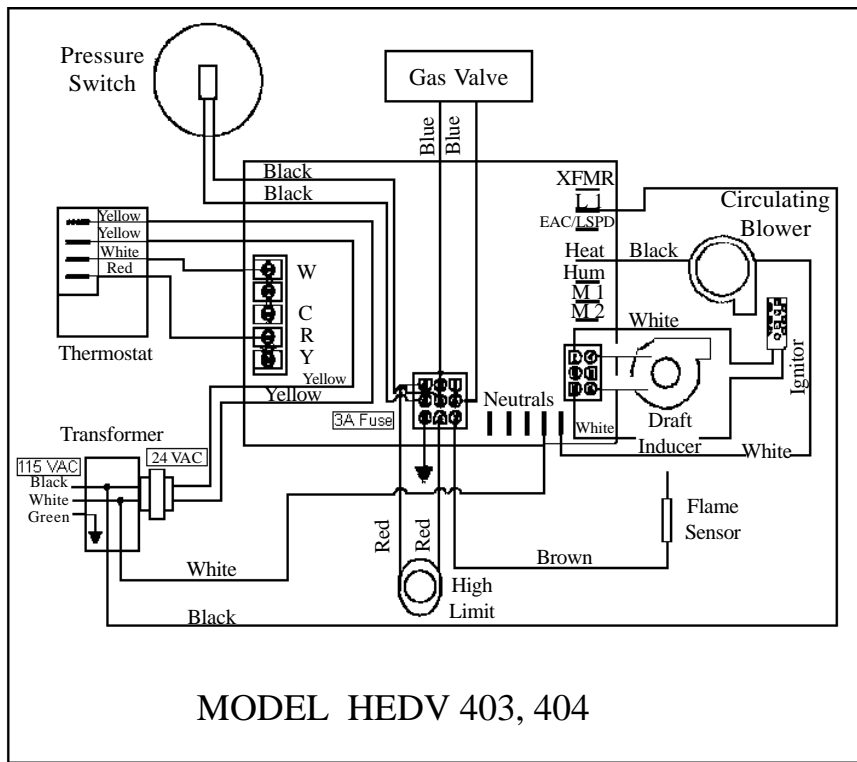 Pressure
Switch
Gas Valve
Blue
Blue
Black
Black
XFMR
L 1
EAC/LSPD
Circulating
Blower
Yellow
Yellow
White
Red
Thermostat
W
C
R
Y
Heat
Black
Hum
M 1
M 2
White
Ignitor
Yellow
Yellow
3A Fuse
Neutrals
White
Draft
Inducer
White
Transformer
115 VAC
24 VAC
Black
White
Green
Flame
Sensor
White
Red
Red
Brown
High
Limit
Black
MODEL HEDV 403, 404